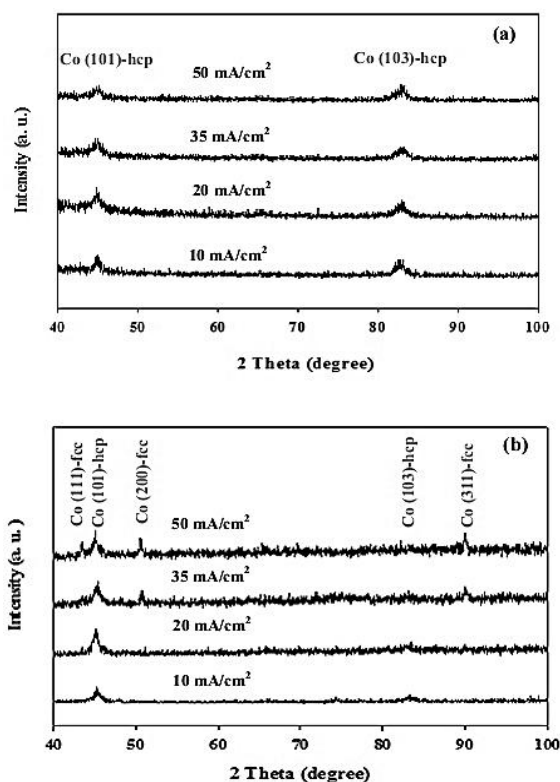 (a)
Co (101)-hcp
Co (103)-hcp
50 mA/cm²
35 mA/cm²
20 mA/cm²
10 mA/cm²
Intensity (a. u.)
40 50 60 70 80 90 100
2 Theta (degree)
(b)
Co (111)-fcc
Co (101)-hcp
Co (200)-fcc
Co (103)-hcp
Co (311)-fcc
50 mA/cm²
35 mA/cm²
20 mA/cm²
10 mA/cm²
Intensity (a. u. )
40 50 60 70 80 90 100
2 Theta (degree)